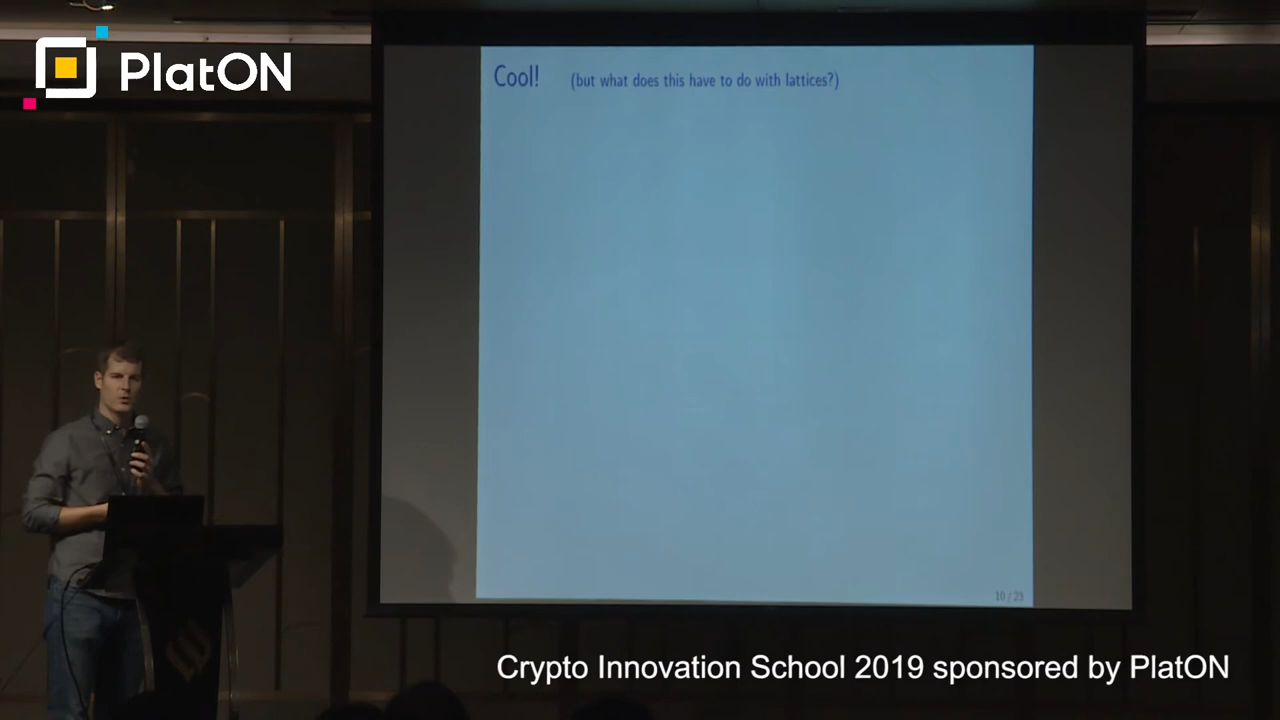 PlatON
Cool! (but what does this have to do with lattices?)
10 / 23
Crypto Innovation School 2019 sponsored by PlatON